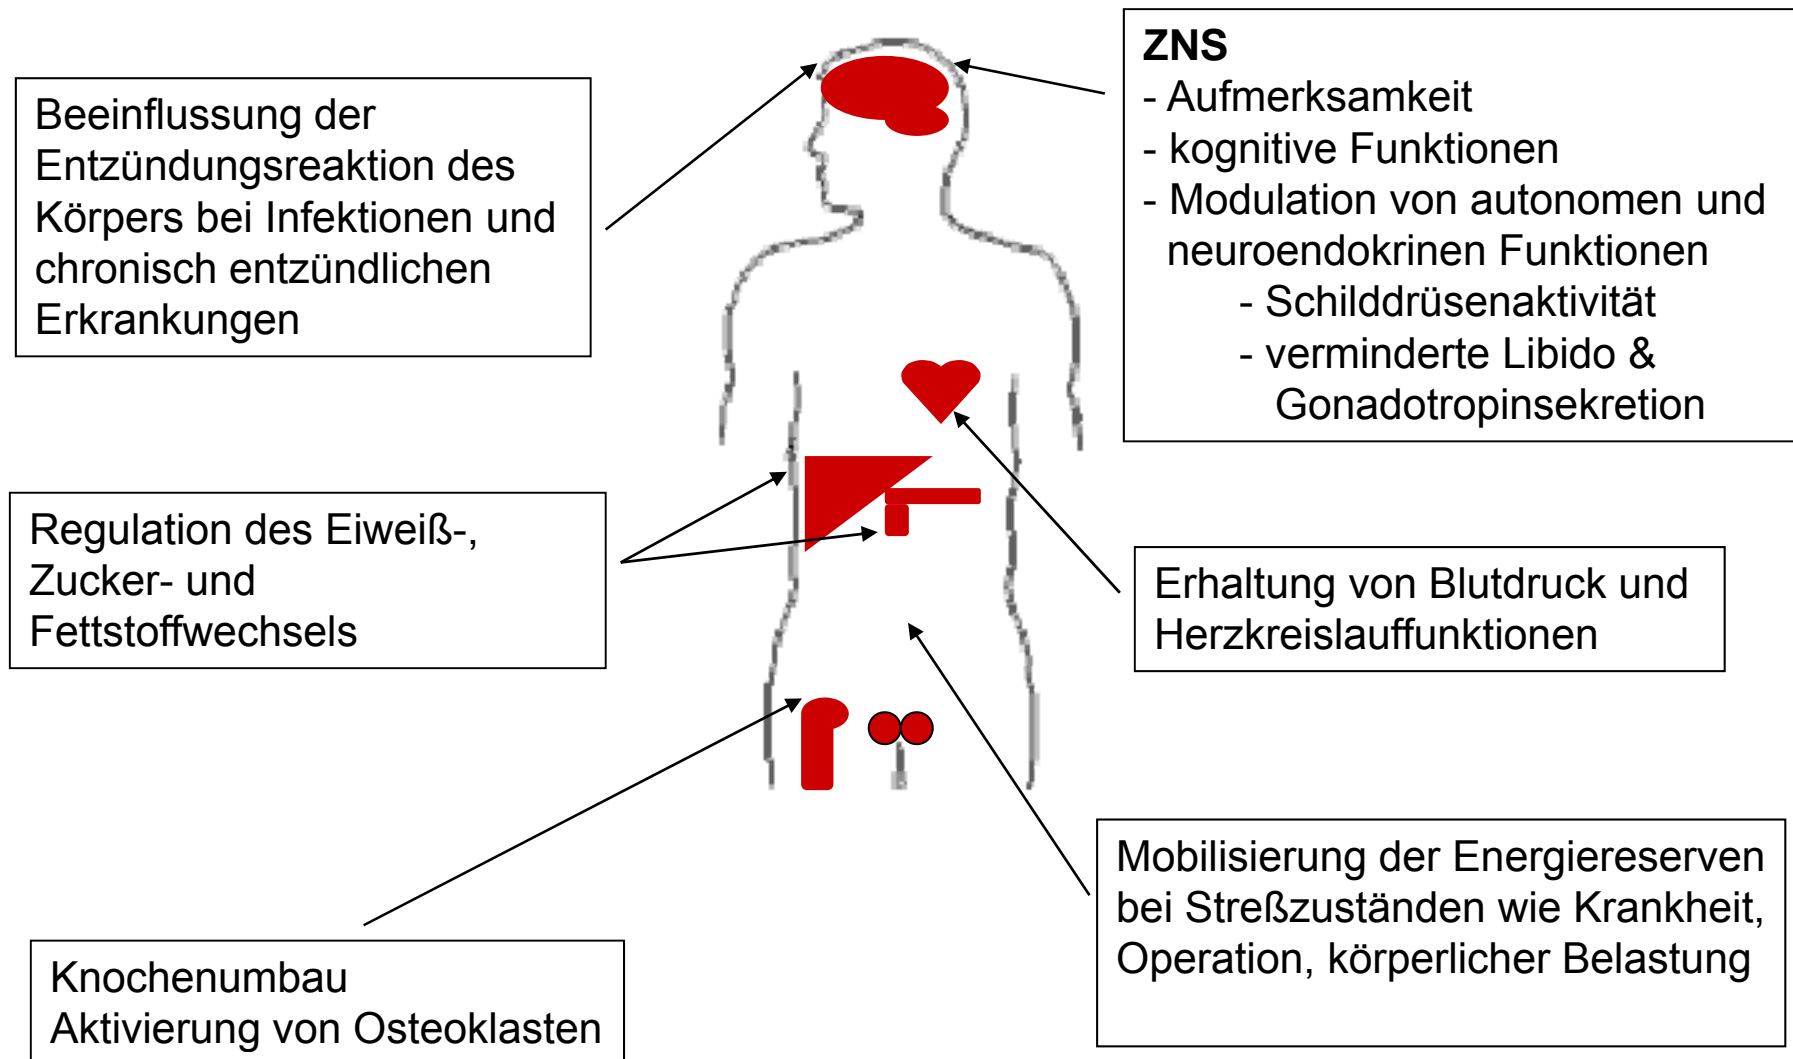 Beeinflussung der
Entzündungsreaktion des
Körpers bei Infektionen und
chronisch entzündlichen
Erkrankungen
ZNS
- Aufmerksamkeit
- kognitive Funktionen
- Modulation von autonomen und
neuroendokrinen Funktionen
- Schilddrüsenaktivität
- verminderte Libido &
Gonadotropinsekretion
Regulation des Eiweiß-,
Zucker- und
Fettstoffwechsels
Erhaltung von Blutdruck und
Herzkreislauffunktionen
Knochenumbau
Aktivierung von Osteoklasten
Mobilisierung der Energiereserven
bei Streßzuständen wie Krankheit,
Operation, körperlicher Belastung